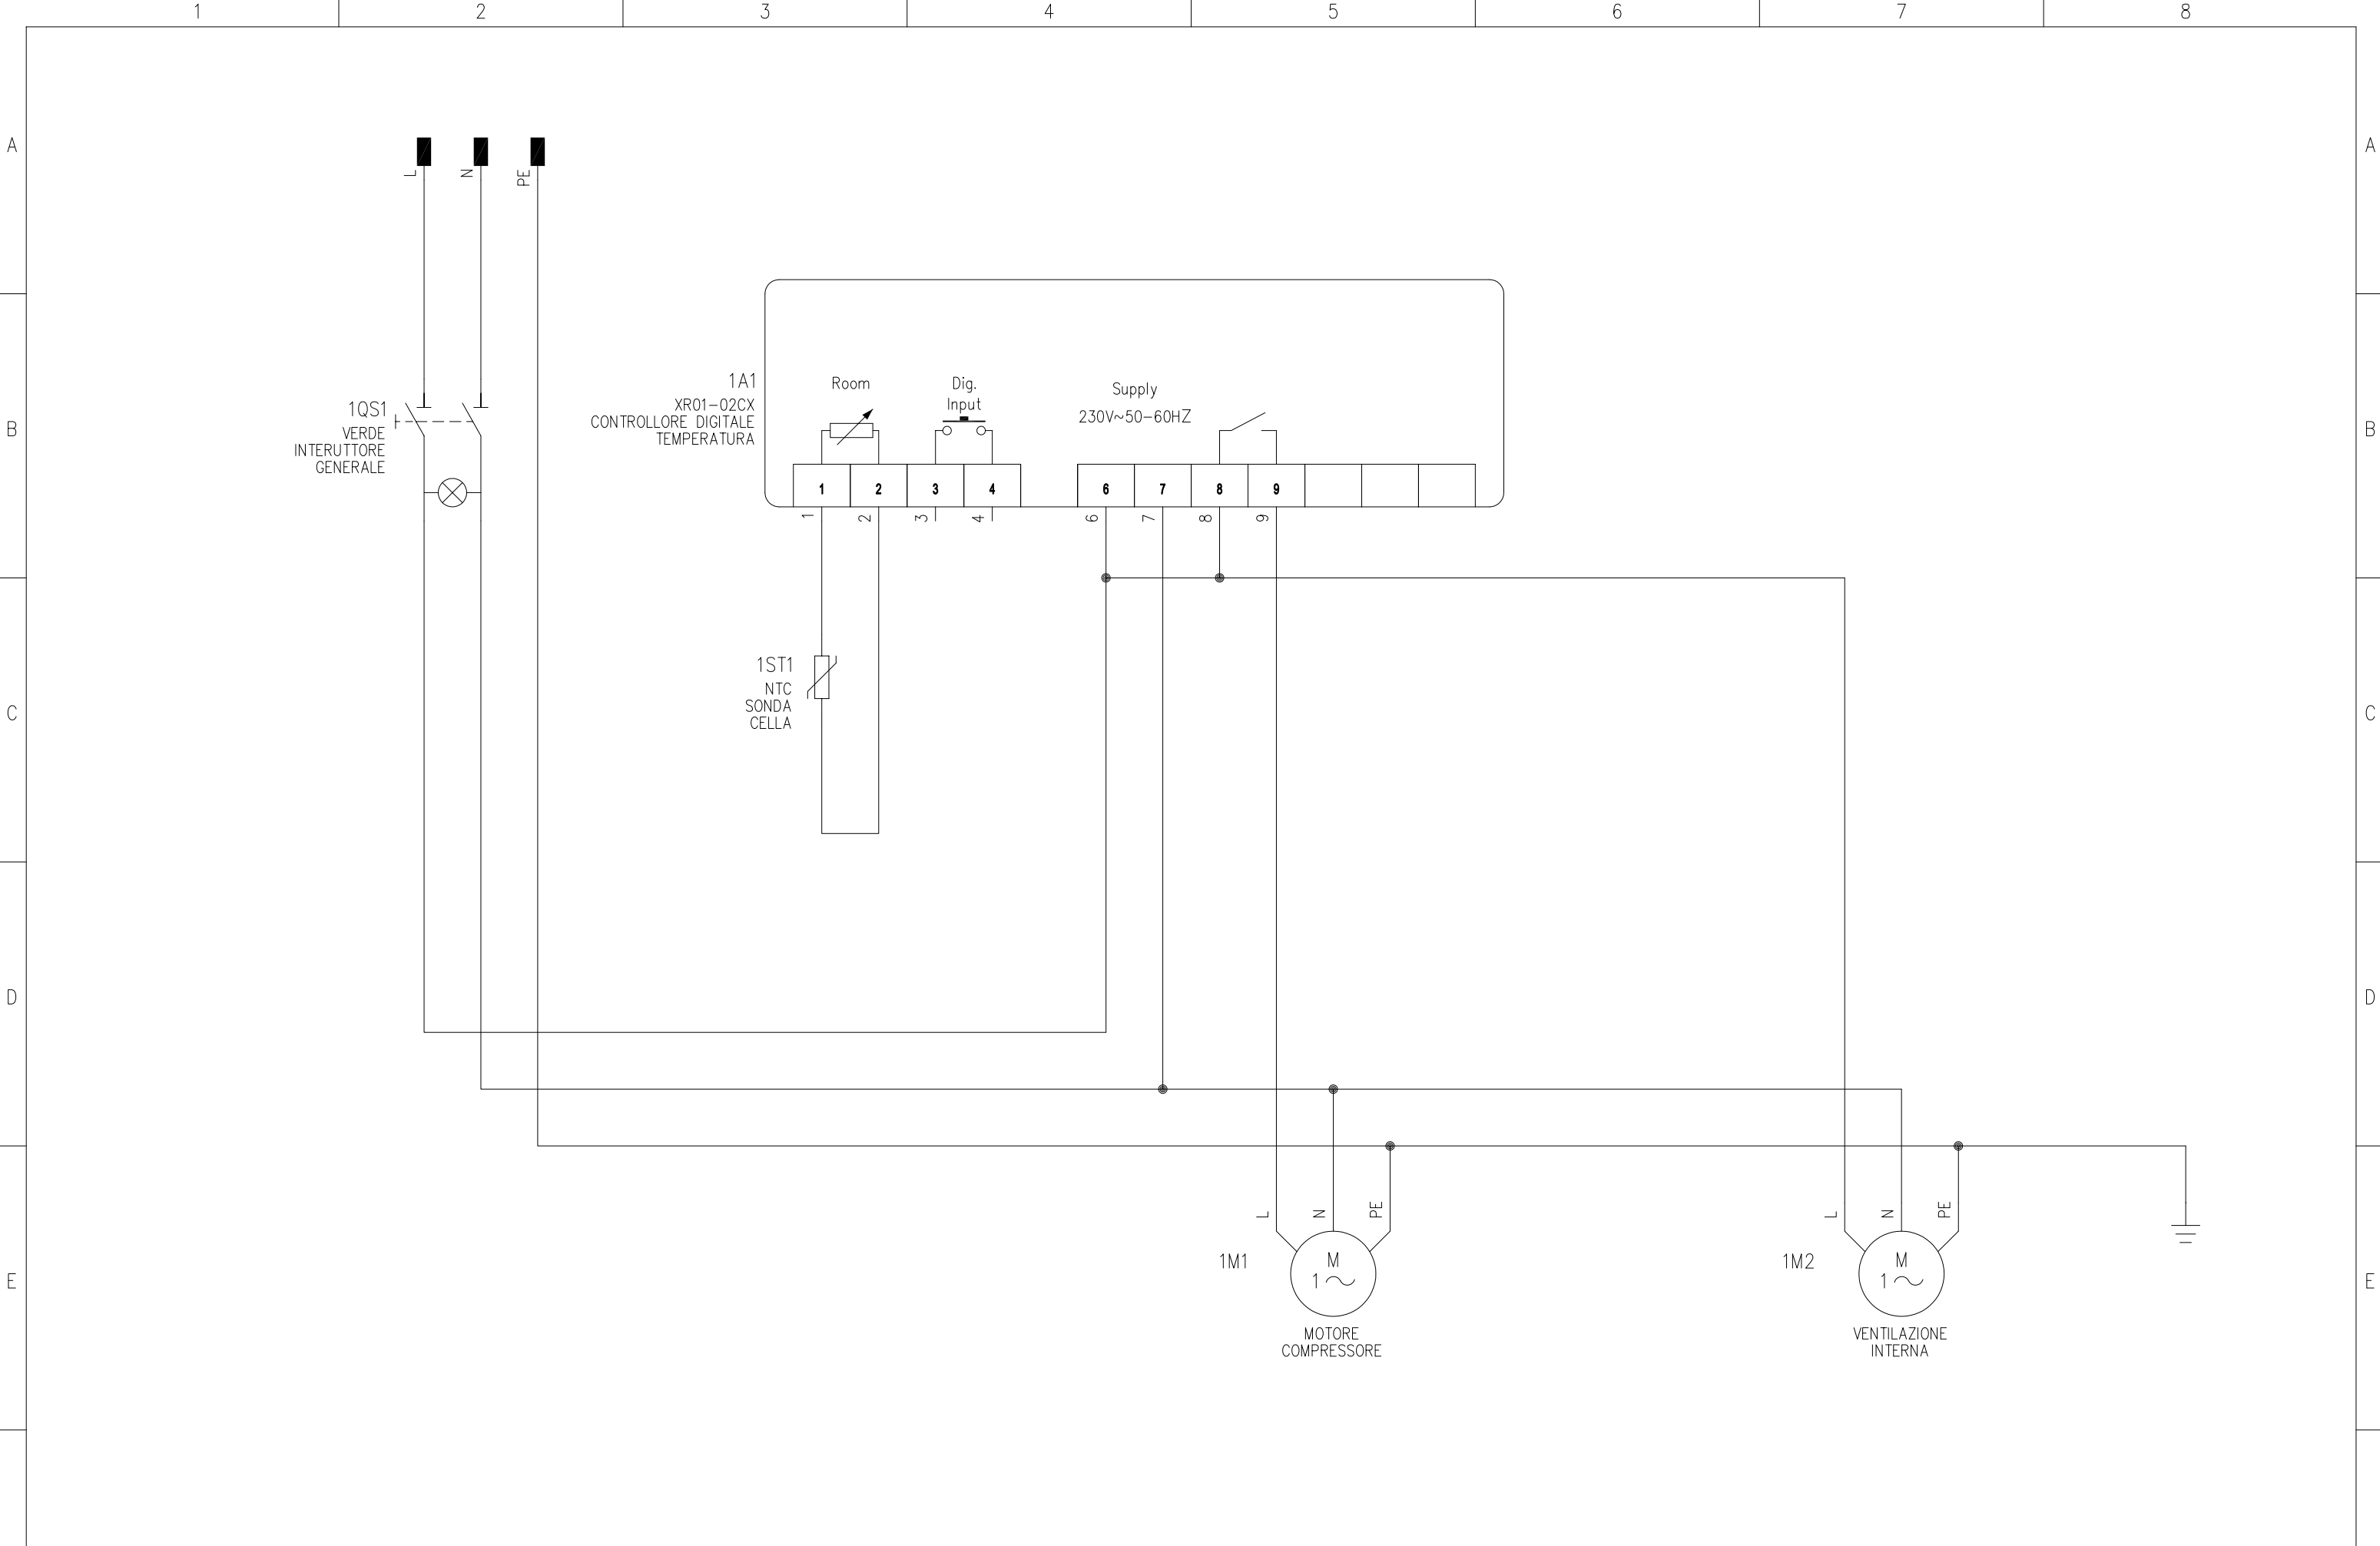 1 2 3 4 5 6 7 8
A A
L N PE
1A1
XR01-02CX
CONTROLLORE DIGITALE
TEMPERATURA
Room
Dig.
Input
Supply
230V~50-60HZ
1QS1
VERDE
INTERUTTORE
GENERALE
B B
1 2 3 4 6 7 8 9
1 2 3 4 6 7 8 9
1ST1
NTC
SONDA
CELLA
C C
D D
L N PE L N PE
1M1
M
1
1M2
M
1
E E
MOTORE
COMPRESSORE
VENTILAZIONE
INTERNA